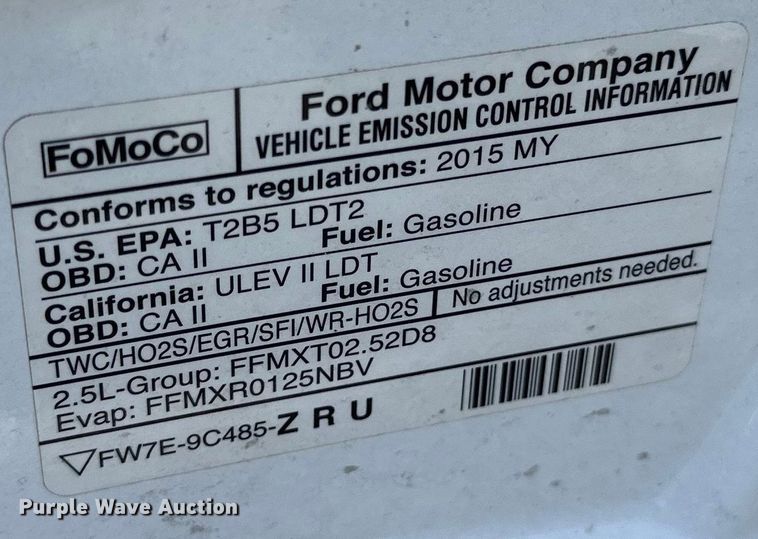 FoMoCo
Ford Motor Company
VEHICLE EMISSION CONTROL INFORMATION
Conforms to regulations: 2015 MY
U.S. EPA: T2B5 LDT2
OBD: CA II Fuel: Gasoline
California: ULEV II LDT
OBD: CA II Fuel: Gasoline
TWC/HO2S/EGR/SFI/WR-HO2S No adjustments needed.
2.5L-Group: FFMXT02.52D8
Evap: FFMXR0125NBV
FW7E-9C485-Z R U
Purple Wave Auction